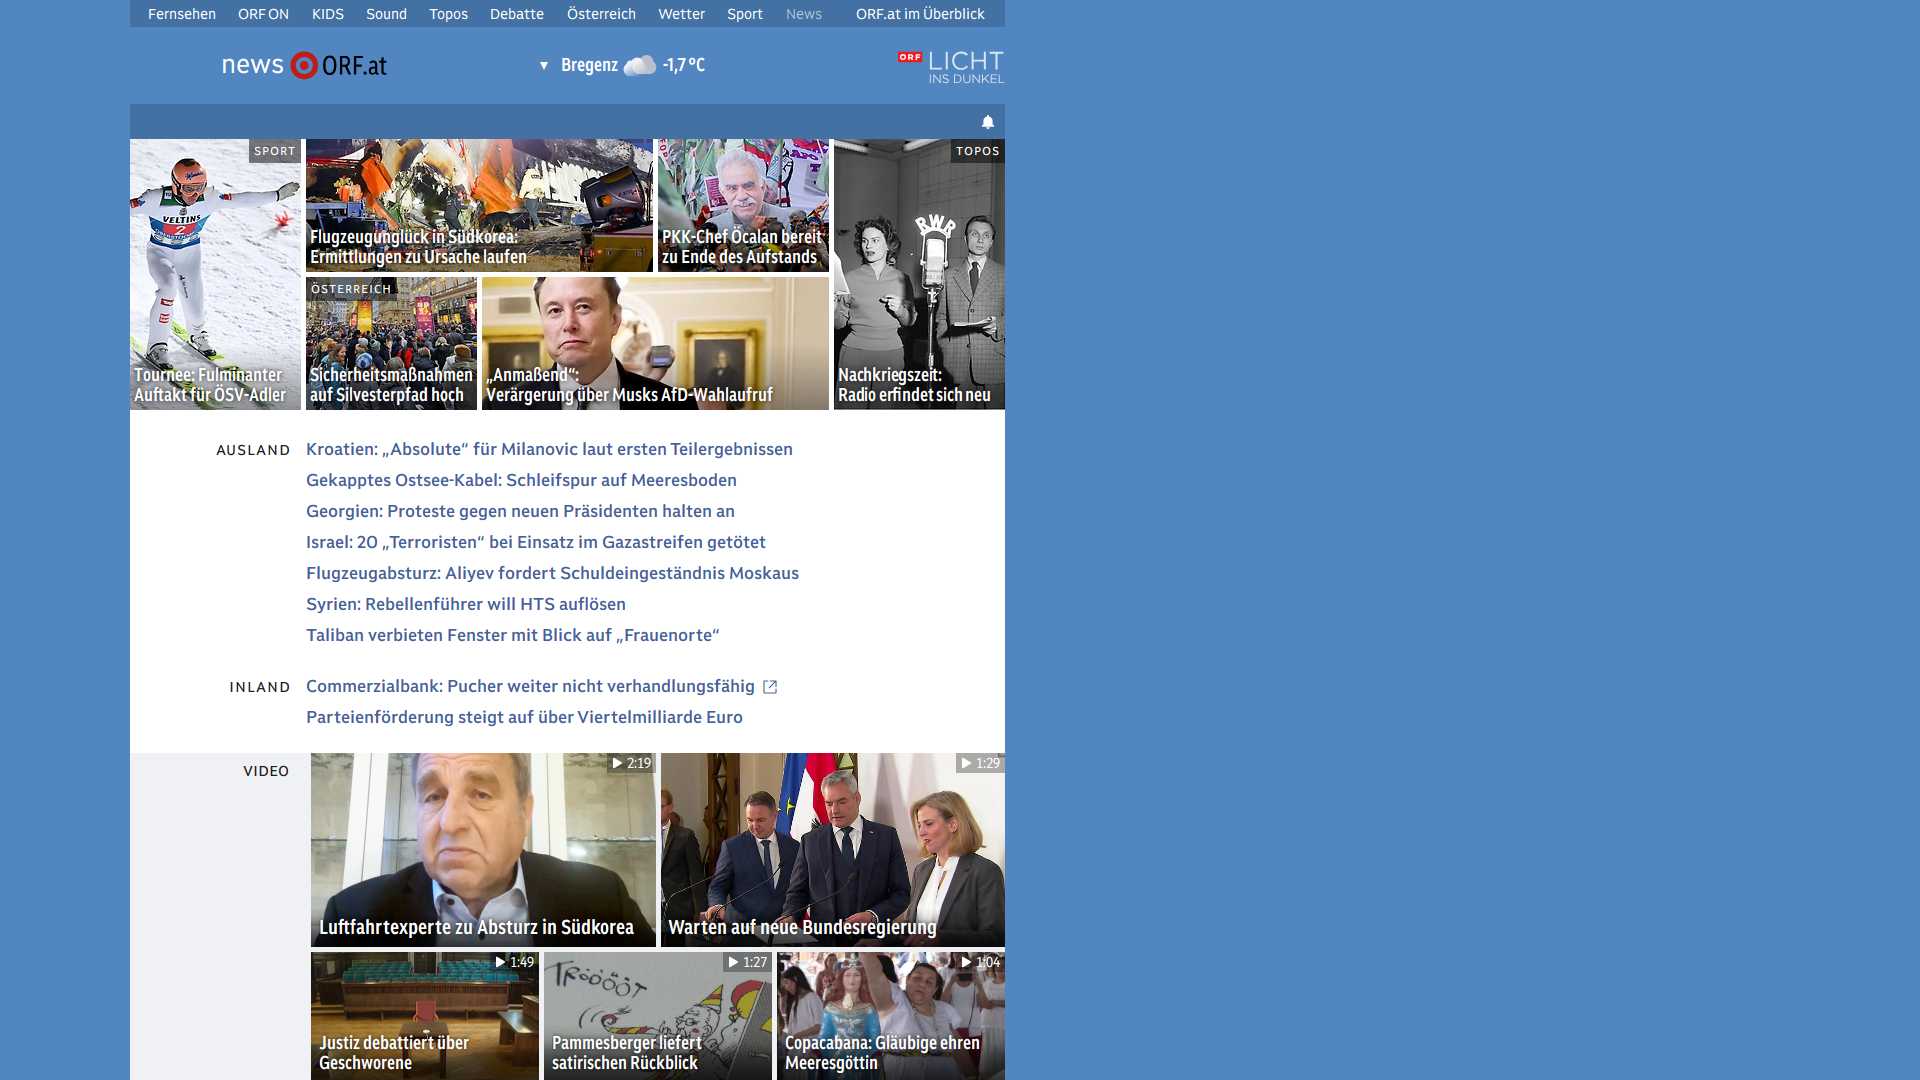 Fernsehen ORF ON KIDS Sound Topos Debatte Österreich Wetter Sport News ORF.at im Überblick
news ORF.at
Bregenz -1,7 °C
ORF LICHT
INS DUNKEL
SPORT
VELTINS
2
Tournee: Fulminanter
Auftakt für ÖSV-Adler
Flugzeugunglück in Südkorea:
Ermittlungen zu Ursache laufen
PKK-Chef Öcalan bereit
zu Ende des Aufstands
TOPOS
RWR
Nachkriegszeit:
Radio erfindet sich neu
ÖSTERREICH
Sicherheitsmaßnahmen
auf Silvesterpfad hoch
„Anmaßend“:
Verärgerung über Musks AfD-Wahlaufruf
AUSLAND
Kroatien: „Absolute“ für Milanovic laut ersten Teilergebnissen
Gekapptes Ostsee-Kabel: Schleifspur auf Meeresboden
Georgien: Proteste gegen neuen Präsidenten halten an
Israel: 20 „Terroristen“ bei Einsatz im Gazastreifen getötet
Flugzeugabsturz: Aliyev fordert Schuldeingeständnis Moskaus
Syrien: Rebellenführer will HTS auflösen
Taliban verbieten Fenster mit Blick auf „Frauenorte“
INLAND
Commerzialbank: Pucher weiter nicht verhandlungsfähig
Parteienförderung steigt auf über Viertelmilliarde Euro
VIDEO
2:19
Luftfahrtexperte zu Absturz in Südkorea
1:29
Warten auf neue Bundesregierung
1:49
Justiz debattiert über
Geschworene
1:27
TRÖÖÖÖT
Pammesberger liefert
satirischen Rückblick
1:04
Copacabana: Gläubige ehren
Meeresgöttin